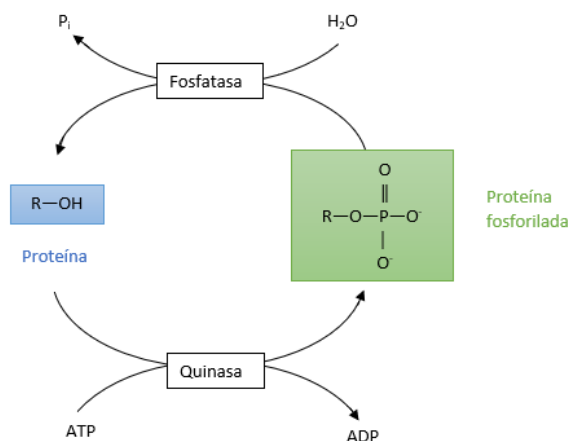 Pi
H2O
Fosfatasa
R—OH
Proteína
O
R—O—P—O-
O-
Proteína
fosforilada
Quinasa
ATP
ADP